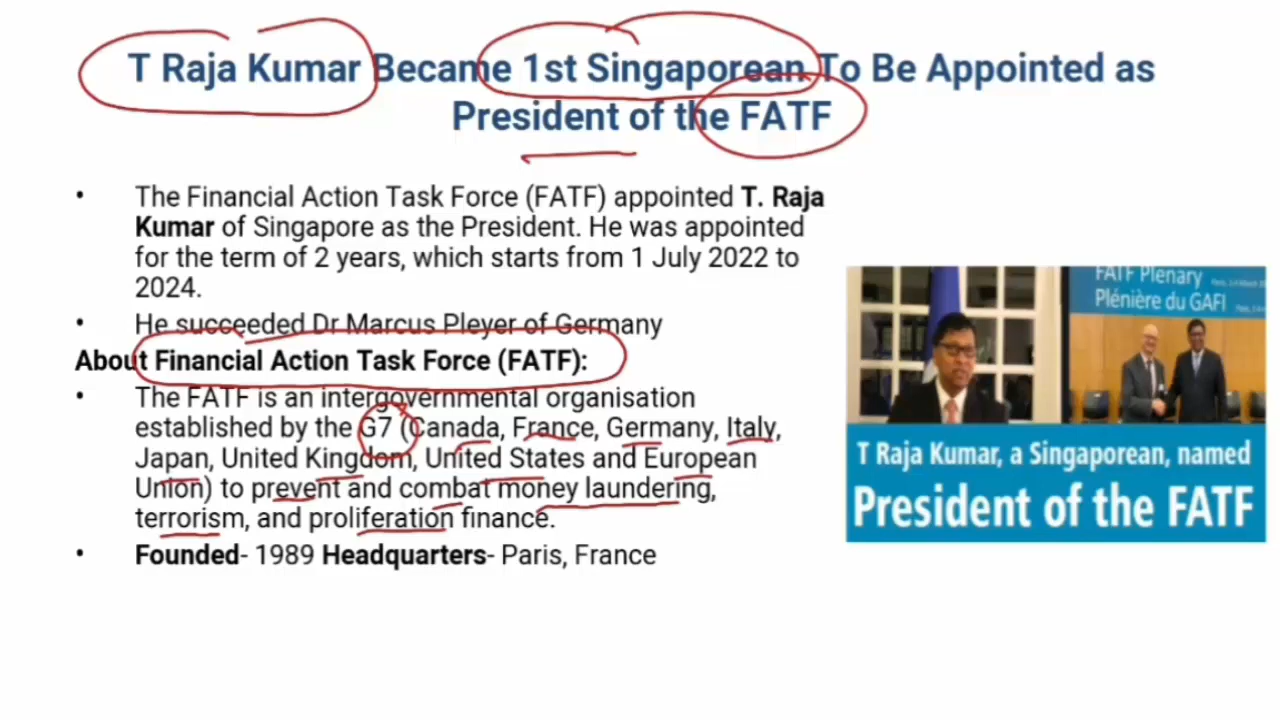 T Raja Kumar Became 1st Singaporean To Be Appointed as
President of the FATF
• The Financial Action Task Force (FATF) appointed T. Raja
Kumar of Singapore as the President. He was appointed
for the term of 2 years, which starts from 1 July 2022 to
2024.
• He succeeded Dr Marcus Pleyer of Germany
About Financial Action Task Force (FATF):
• The FATF is an intergovernmental organisation
established by the G7 (Canada, France, Germany, Italy,
Japan, United Kingdom, United States and European
Union) to prevent and combat money laundering,
terrorism, and proliferation finance.
• Founded- 1989 Headquarters- Paris, France
FATF Plenary
Plénière du GAFI
T Raja Kumar, a Singaporean, named
President of the FATF